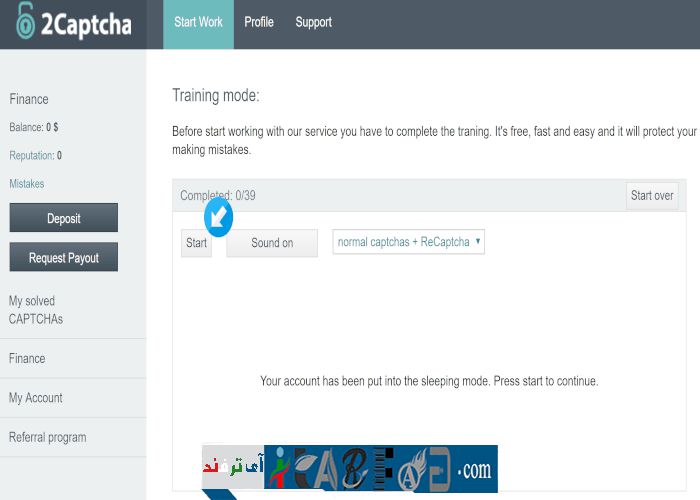 2Captcha
Start Work
Profile
Support
Finance
Balance: 0 $
Reputation: 0
Mistakes
Deposit
Request Payout
My solved
CAPTCHAs
Finance
My Account
Referral program
Training mode:
Before start working with our service you have to complete the traning. It's free, fast and easy and it will protect your
making mistakes.
Completed: 0/39
Start over
Start
Sound on
normal captchas + ReCaptcha
Your account has been put into the sleeping mode. Press start to continue.
آی ترفند
.com